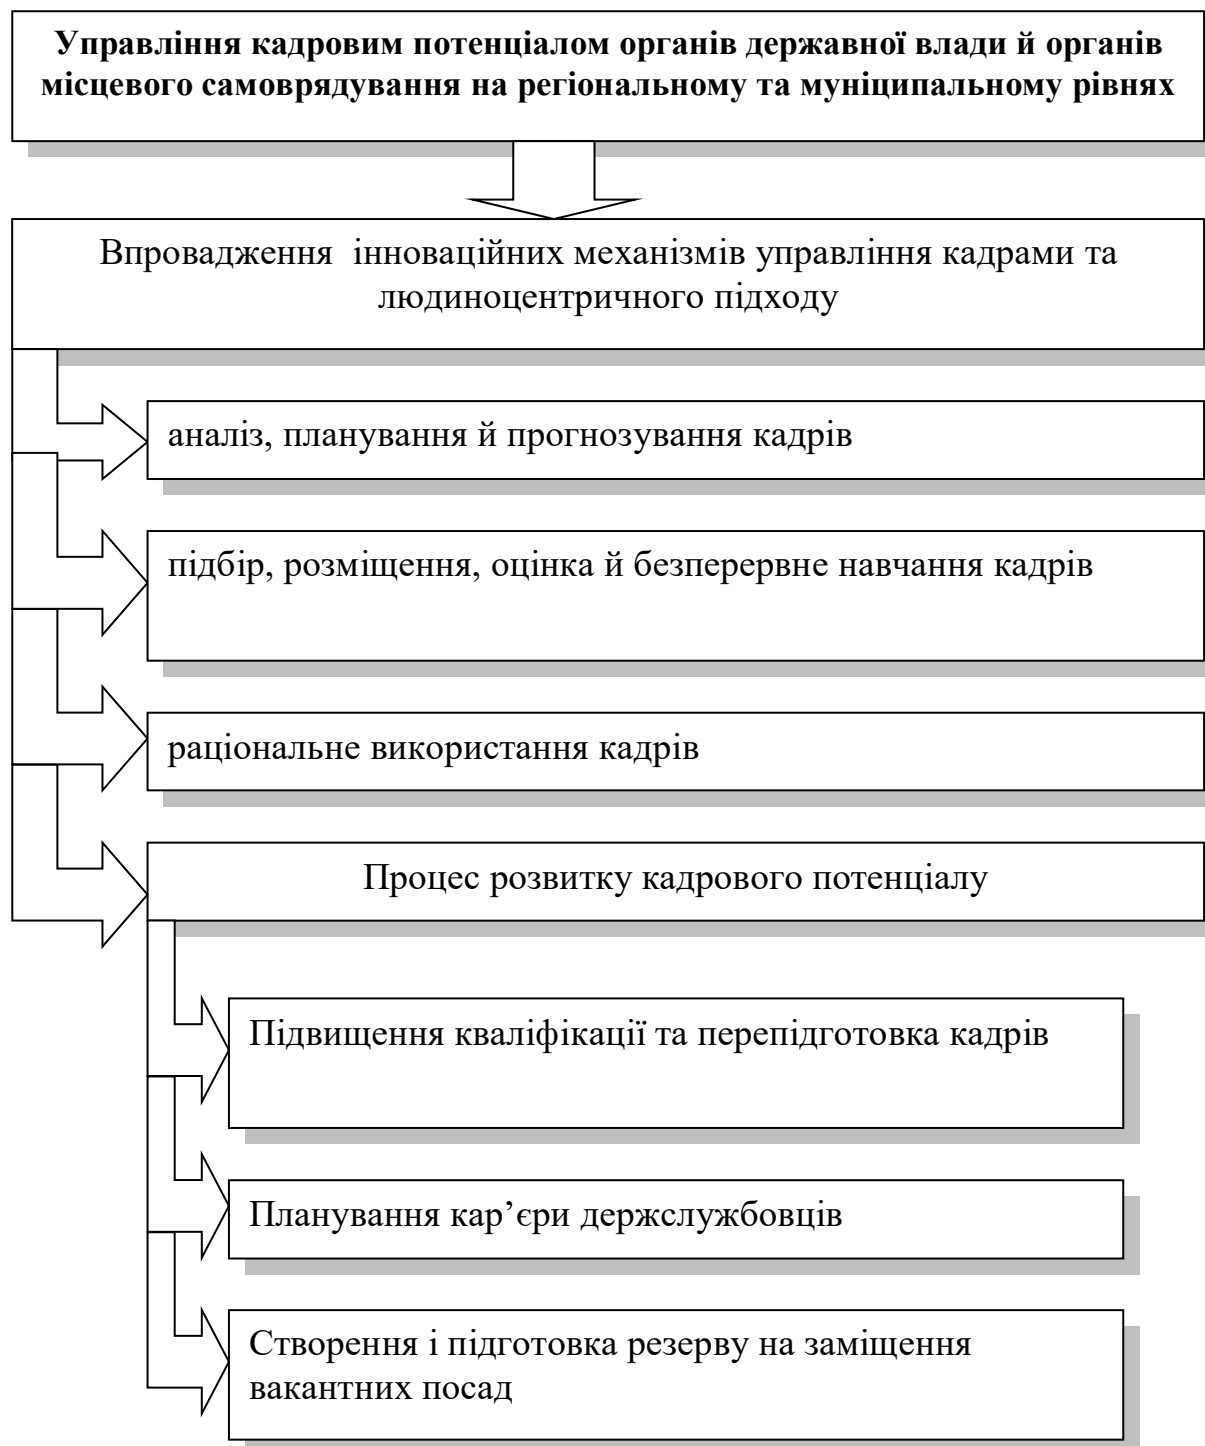 Управління кадровим потенціалом органів державної влади й органів
місцевого самоврядування на регіональному та муніципальному рівнях
Впровадження  інноваційних механізмів управління кадрами та
людиноцентричного підходу
аналіз, планування й прогнозування кадрів
підбір, розміщення, оцінка й безперервне навчання кадрів
раціональне використання кадрів
Процес розвитку кадрового потенціалу
Підвищення кваліфікації та перепідготовка кадрів
Планування кар’єри держслужбовців
Створення і підготовка резерву на заміщення
вакантних посад